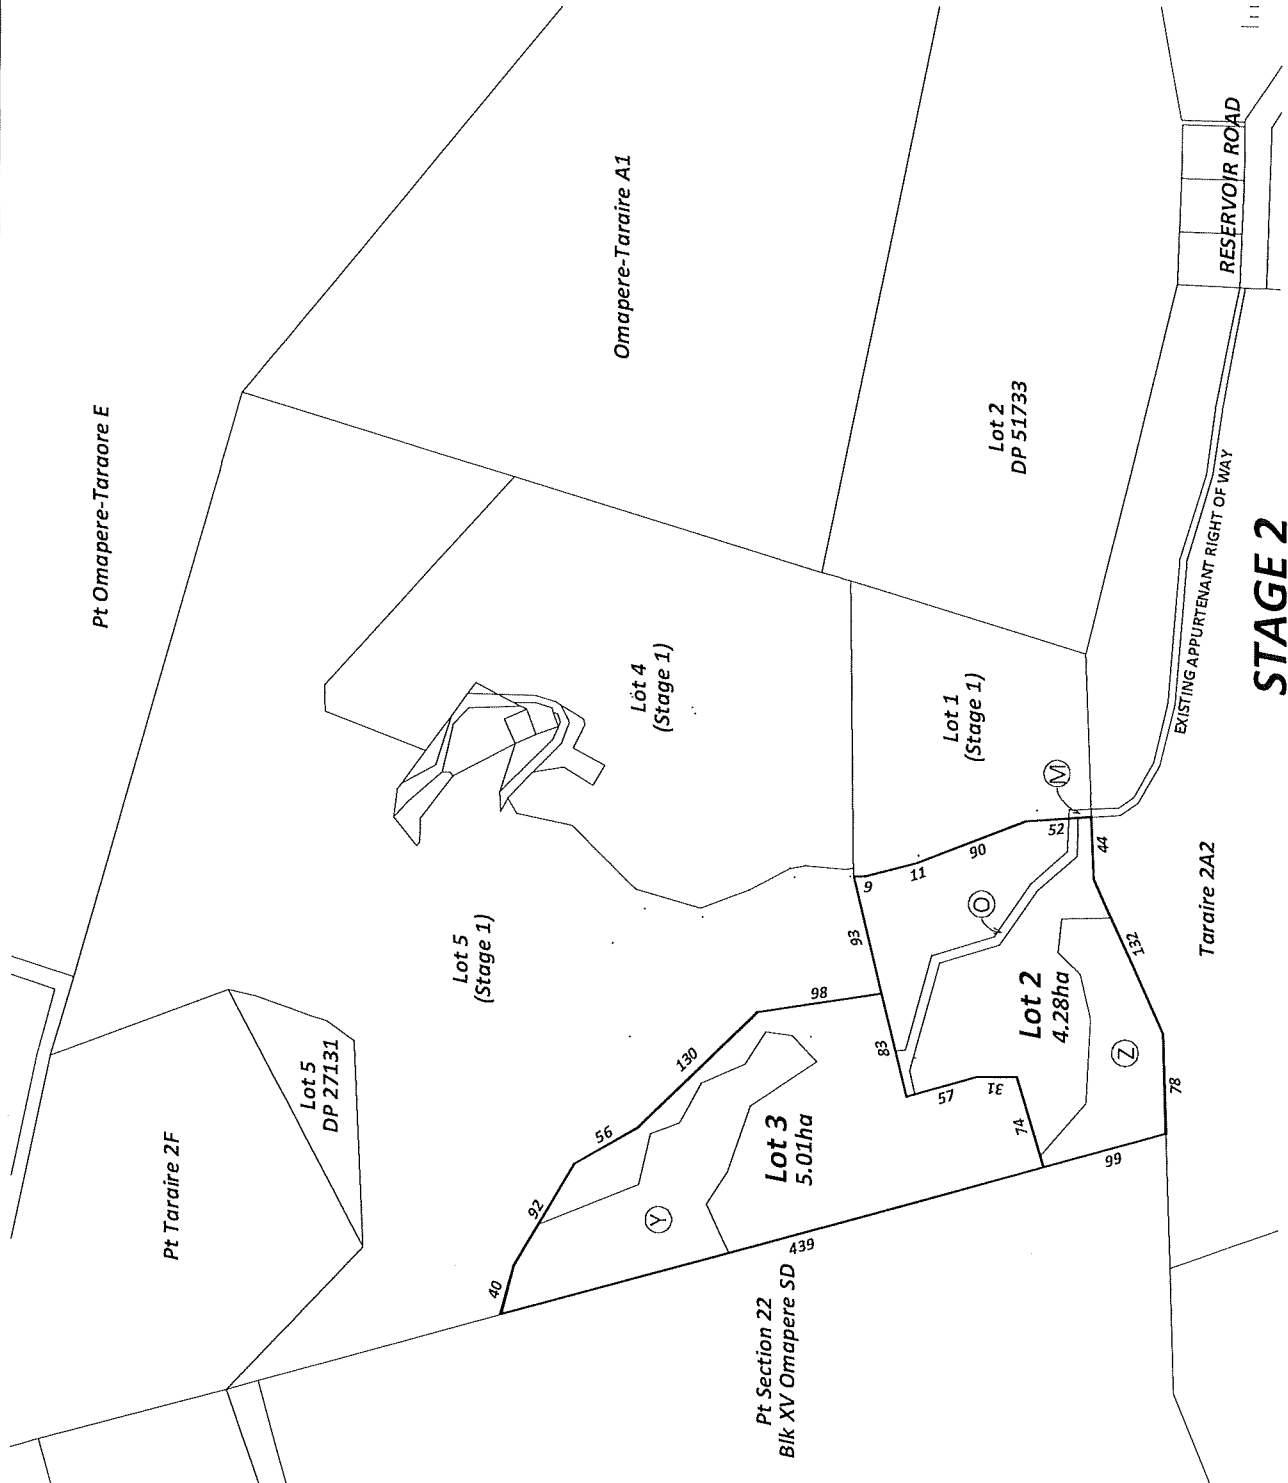 Pt Omapere-Taraore E
Omapere-Taraire A1
Lot 2
DP 51733
RESERVOIR ROAD
EXISTING APPURTENANT RIGHT OF WAY
STAGE 2
Lot 4
(Stage 1)
Lot 1
(Stage 1)
M
52
44
90
11
9
O
93
Lot 5
(Stage 1)
98
83
130
56
92
40
Lot 2
4.28ha
132
Z
78
57
31
74
99
Lot 3
5.01ha
Y
439
Taraire 2A2
Lot 5
DP 27131
Pt Taraire 2F
Pt Section 22
Blk XV Omapere SD